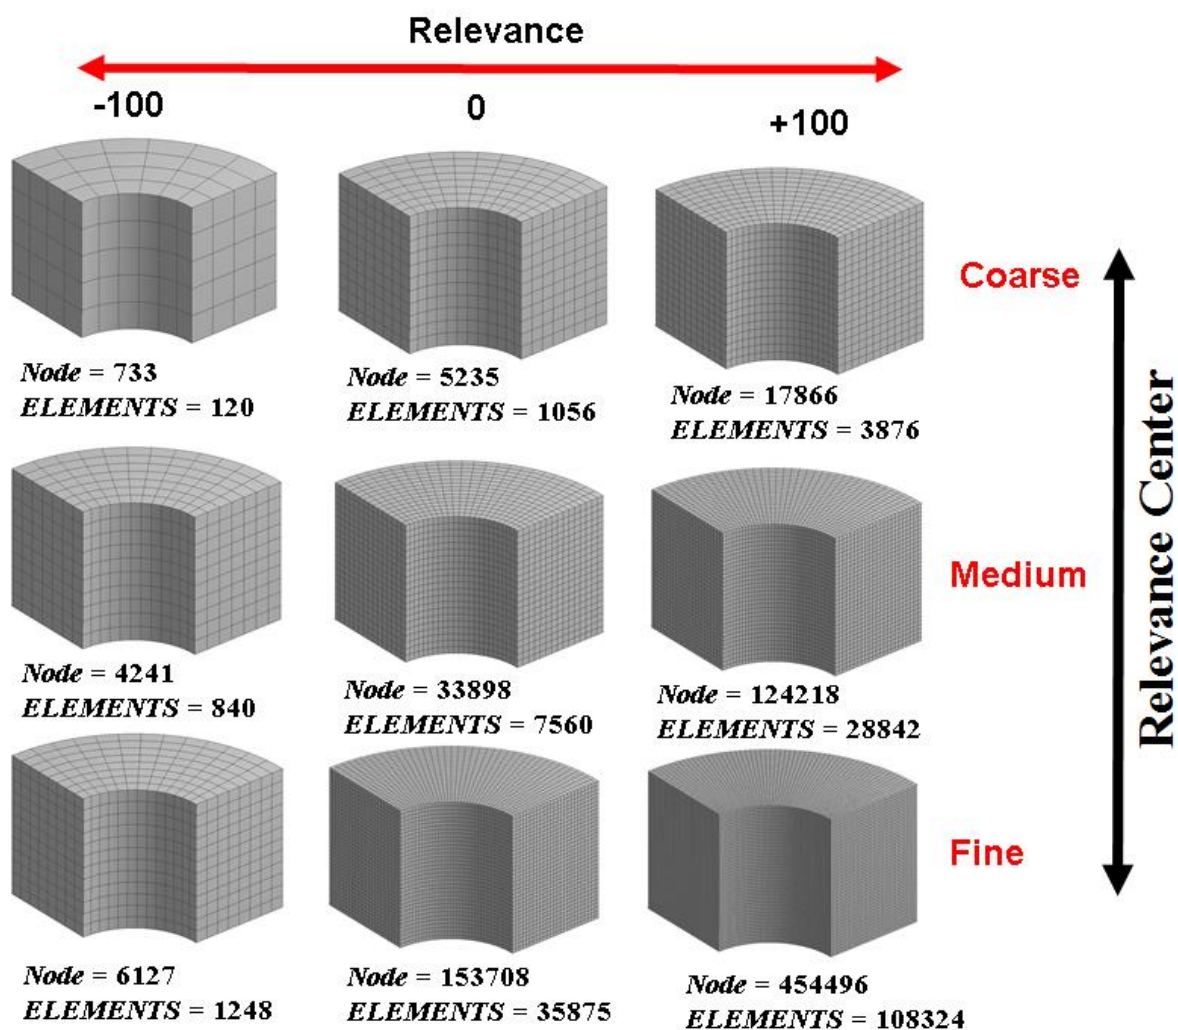 Relevance
-100
0
+100
Node = 733
ELEMENTS = 120
Node = 5235
ELEMENTS = 1056
Node = 17866
ELEMENTS = 3876
Coarse
Node = 4241
ELEMENTS = 840
Node = 33898
ELEMENTS = 7560
Node = 124218
ELEMENTS = 28842
Medium
Node = 6127
ELEMENTS = 1248
Node = 153708
ELEMENTS = 35875
Node = 454496
ELEMENTS = 108324
Fine
Relevance Center